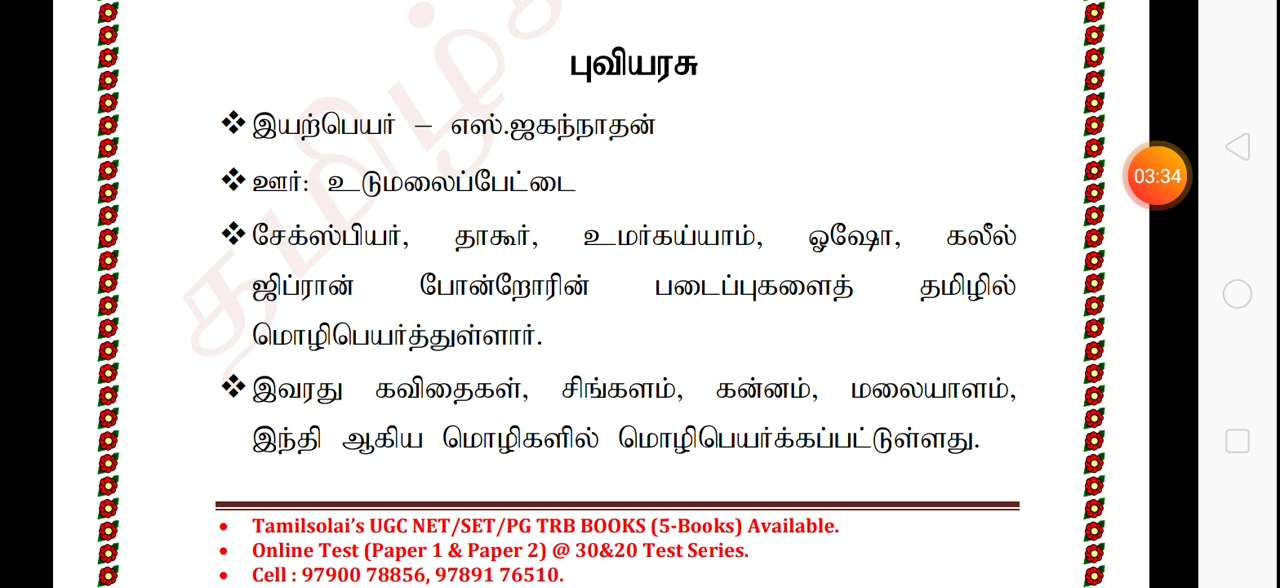 புவியரசு
❖ இயற்பெயர் – எஸ்.ஜகந்நாதன்
❖ ஊர்: உடுமலைப்பேட்டை
❖ சேக்ஸ்பியர், தாகூர், உமர்கய்யாம், ஓஷோ, கலீல்
ஜிப்ரான் போன்றோரின் படைப்புகளைத் தமிழில்
மொழிபெயர்த்துள்ளார்.
❖ இவரது கவிதைகள், சிங்களம், கன்னம், மலையாளம்,
இந்தி ஆகிய மொழிகளில் மொழிபெயர்க்கப்பட்டுள்ளது.
• Tamilsolai's UGC NET/SET/PG TRB BOOKS (5-Books) Available.
• Online Test (Paper 1 & Paper 2) @ 30&20 Test Series.
• Cell : 97900 78856, 97891 76510.
03:34